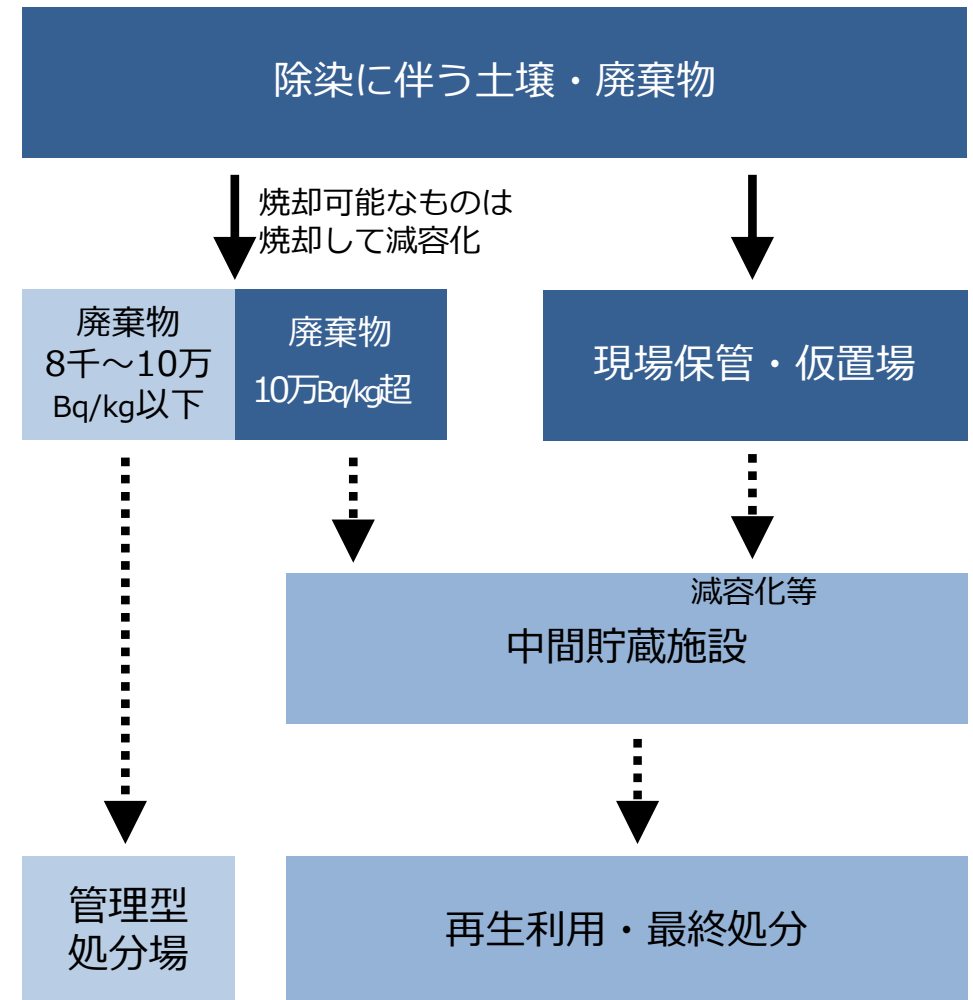 除染に伴う土壌・廃棄物
焼却可能なものは
焼却して減容化
廃棄物
8千～10万
Bq/kg以下
廃棄物
10万Bq/kg超
現場保管・仮置場
減容化等
中間貯蔵施設
管理型
処分場
再生利用・最終処分